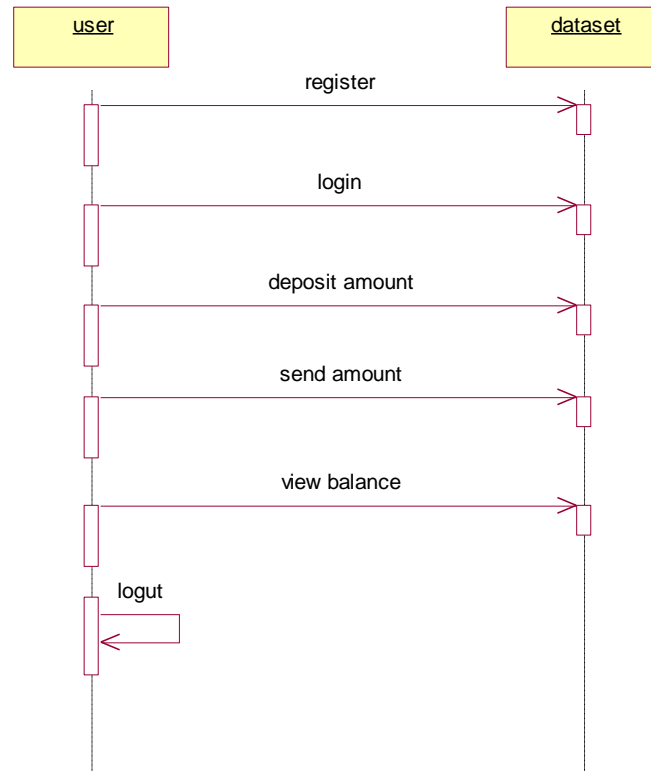 user
dataset
register
login
deposit amount
send amount
view balance
logut